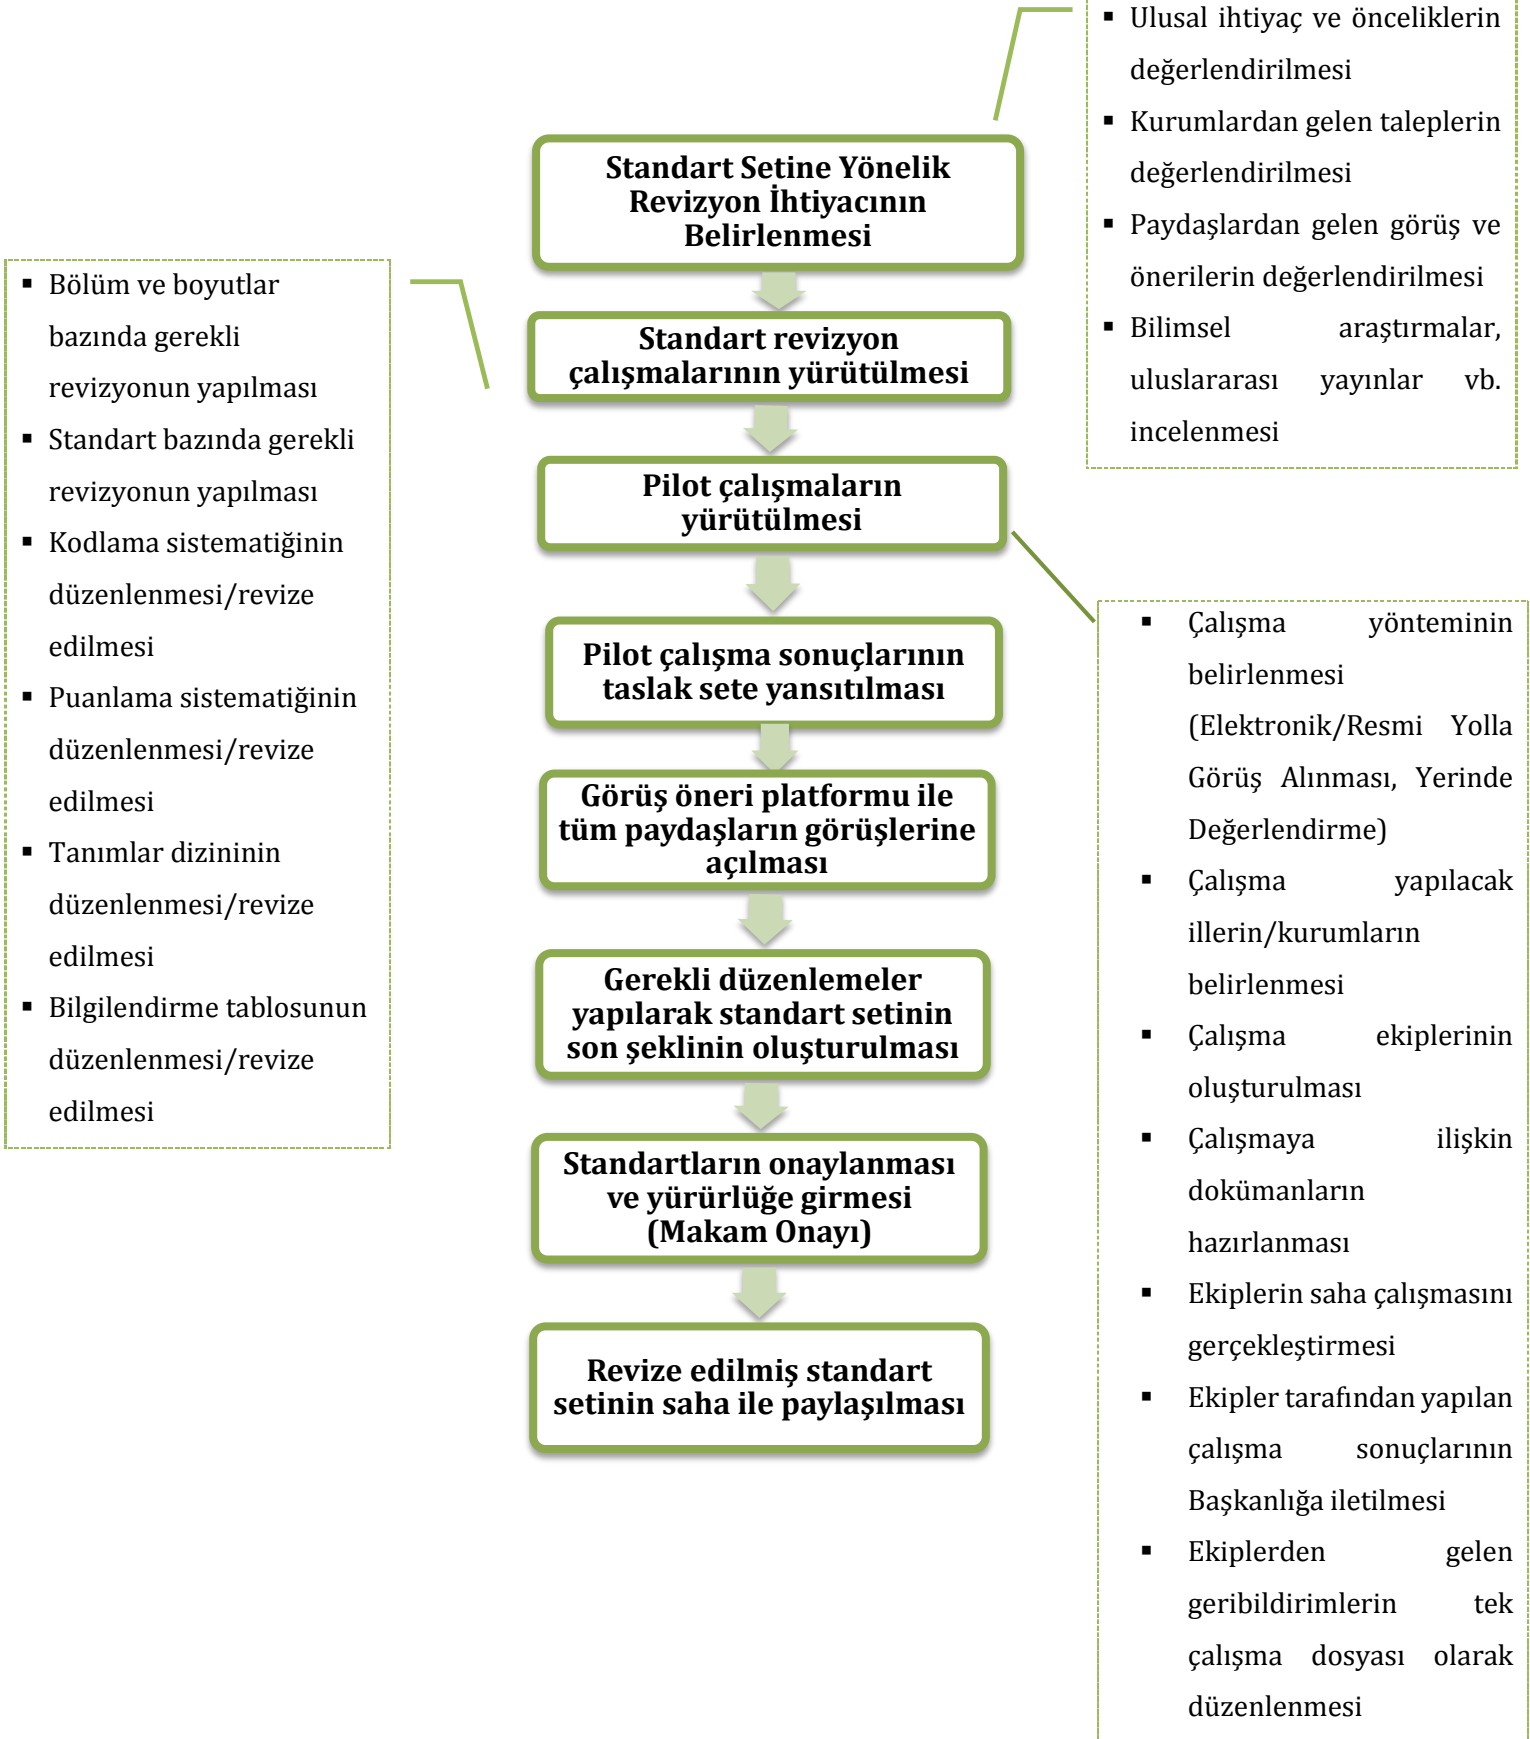 Ulusal ihtiyaç ve önceliklerin
değerlendirilmesi
Kurumlardan gelen taleplerin
değerlendirilmesi
Paydaşlardan gelen görüş ve
önerilerin değerlendirilmesi
Bilimsel araştırmalar,
uluslararası yayınlar vb.
incelenmesi
Standart Setine Yönelik
Revizyon İhtiyacının
Belirlenmesi
Standart revizyon
çalışmalarının yürütülmesi
Bölüm ve boyutlar
bazında gerekli
revizyonun yapılması
Standart bazında gerekli
revizyonun yapılması
Kodlama sistematiğinin
düzenlenmesi/revize
edilmesi
Puanlama sistematiğinin
düzenlenmesi/revize
edilmesi
Tanımlar dizininin
düzenlenmesi/revize
edilmesi
Bilgilendirme tablosunun
düzenlenmesi/revize
edilmesi
Pilot çalışmaların
yürütülmesi
Çalışma yönteminin
belirlenmesi
(Elektronik/Resmi Yolla
Görüş Alınması, Yerinde
Değerlendirme)
Çalışma yapılacak
illerin/kurumların
belirlenmesi
Çalışma ekiplerinin
oluşturulması
Çalışmaya ilişkin
dokümanların
hazırlanması
Ekiplerin saha çalışmasını
gerçekleştirmesi
Ekipler tarafından yapılan
çalışma sonuçlarının
Başkanlığa iletilmesi
Ekiplerden gelen
geribildirimlerin tek
çalışma dosyası olarak
düzenlenmesi
Pilot çalışma sonuçlarının
taslak sete yansıtılması
Görüş öneri platformu ile
tüm paydaşların görüşlerine
açılması
Gerekli düzenlemeler
yapılarak standart setinin
son şeklinin oluşturulması
Standartların onaylanması
ve yürürlüğe girmesi
(Makam Onayı)
Revize edilmiş standart
setinin saha ile paylaşılması